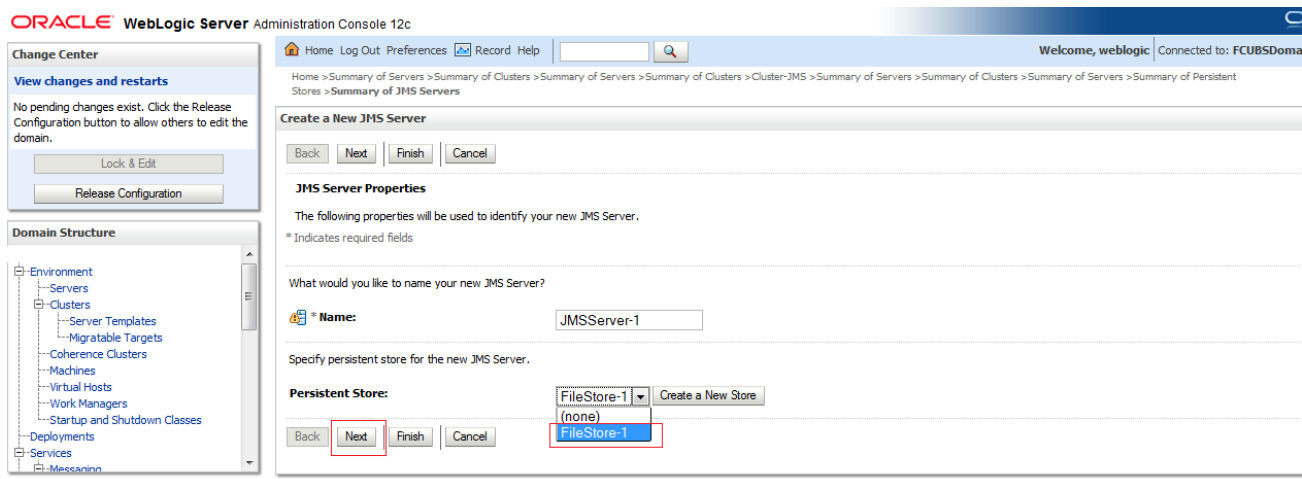 ORACLE WebLogic Server Administration Console 12c
Change Center
View changes and restarts
No pending changes exist. Click the Release
Configuration button to allow others to edit the
domain.
Lock & Edit
Release Configuration
Domain Structure
Environment
Servers
Clusters
Server Templates
Migratable Targets
Coherence Clusters
Machines
Virtual Hosts
Work Managers
Startup and Shutdown Classes
Deployments
Services
Messaging
Home Log Out Preferences Record Help
Welcome, weblogic Connected to: FCUBSDoma
Home >Summary of Servers >Summary of Clusters >Summary of Servers >Summary of Clusters >Cluster-JMS >Summary of Servers >Summary of Clusters >Summary of Servers >Summary of Persistent
Stores >Summary of JMS Servers
Create a New JMS Server
Back Next Finish Cancel
JMS Server Properties
The following properties will be used to identify your new JMS Server.
* Indicates required fields
What would you like to name your new JMS Server?
* Name: JMSServer-1
Specify persistent store for the new JMS Server.
Persistent Store: FileStore-1 Create a New Store
(none)
FileStore-1
Back Next Finish Cancel